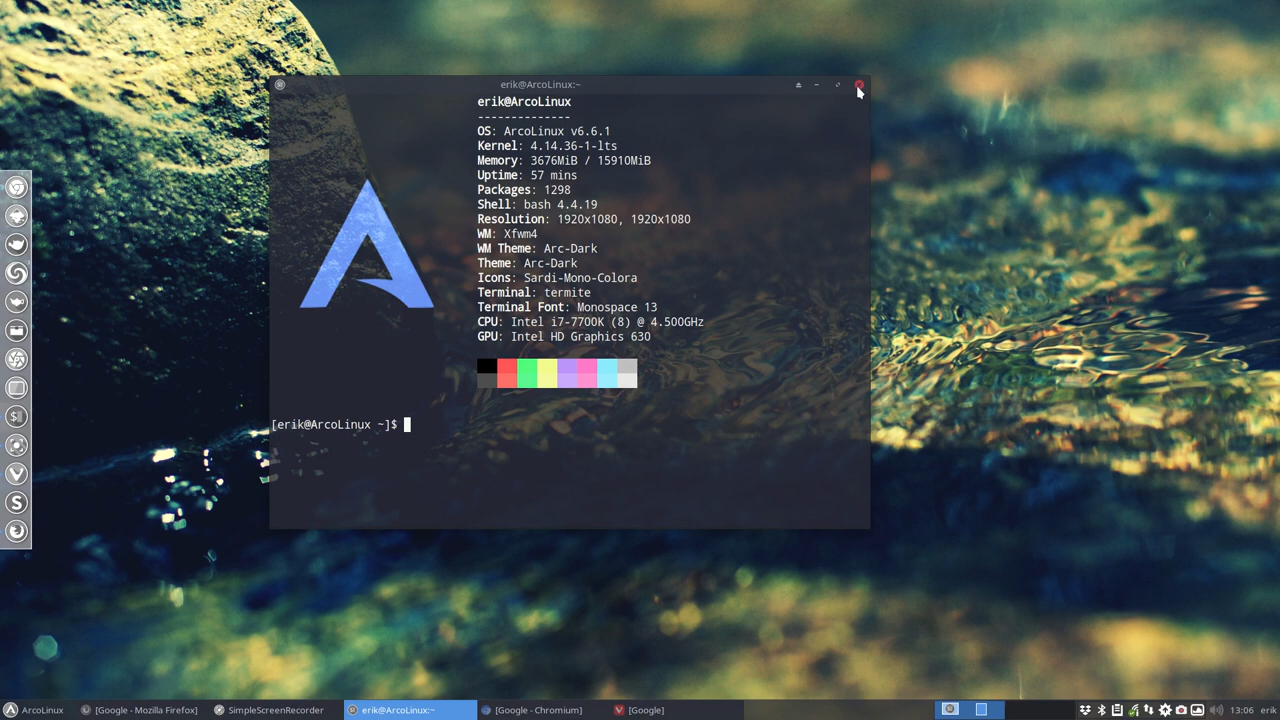 erik@ArcoLinux:~
erik@ArcoLinux
--------------
OS: ArcoLinux v6.6.1
Kernel: 4.14.36-1-lts
Memory: 3676MiB / 15910MiB
Uptime: 57 mins
Packages: 1298
Shell: bash 4.4.19
Resolution: 1920x1080, 1920x1080
WM: Xfwm4
WM Theme: Arc-Dark
Theme: Arc-Dark
Icons: Sardi-Mono-Colora
Terminal: termite
Terminal Font: Monospace 13
CPU: Intel i7-7700K (8) @ 4.500GHz
GPU: Intel HD Graphics 630
[erik@ArcoLinux ~]$
ArcoLinux [Google - Mozilla Firefox] SimpleScreenRecorder erik@ArcoLinux:~ [Google - Chromium] [Google] 13:06 erik